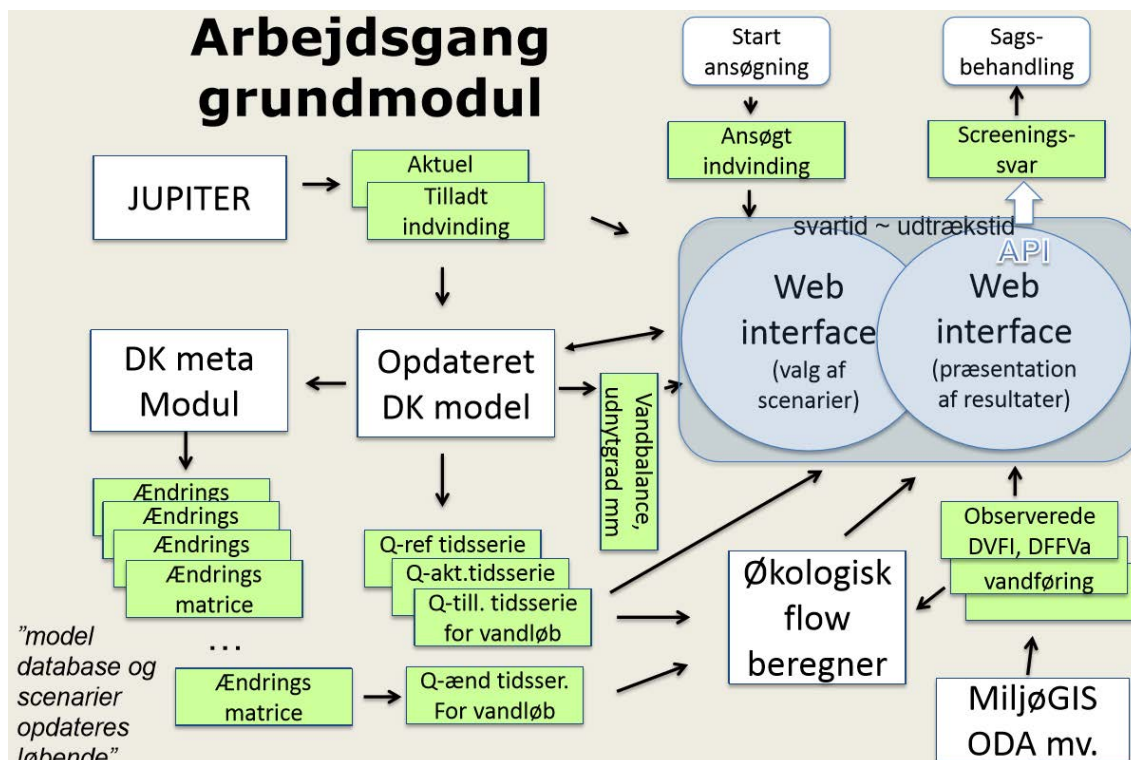 Arbejdsgang
grundmodul
Start
ansøgning
Sags-
behandling
Ansøgt
indvinding
Screenings-
svar
JUPITER
Aktuel
Tilladt
indvinding
svartid ~ udtrækstid
API
Web
interface
(valg af
scenarier)
Web
interface
(præsentation
af resultater)
DK meta
Modul
Opdateret
DK model
Vandbalance,
udnytgrad mm
Ændrings
Ændrings
Ændrings
Ændrings
matrice
...
Q-ref tidsserie
Q-akt.tidsserie
Q-till. tidsserie
for vandløb
Økologisk
flow
beregner
Observerede
DVFI, DFFVa
vandføring
"model
database og
scenarier
opdateres
løbende"
Ændrings
matrice
Q-ænd tidsser.
For vandløb
MiljøGIS
ODA mv.